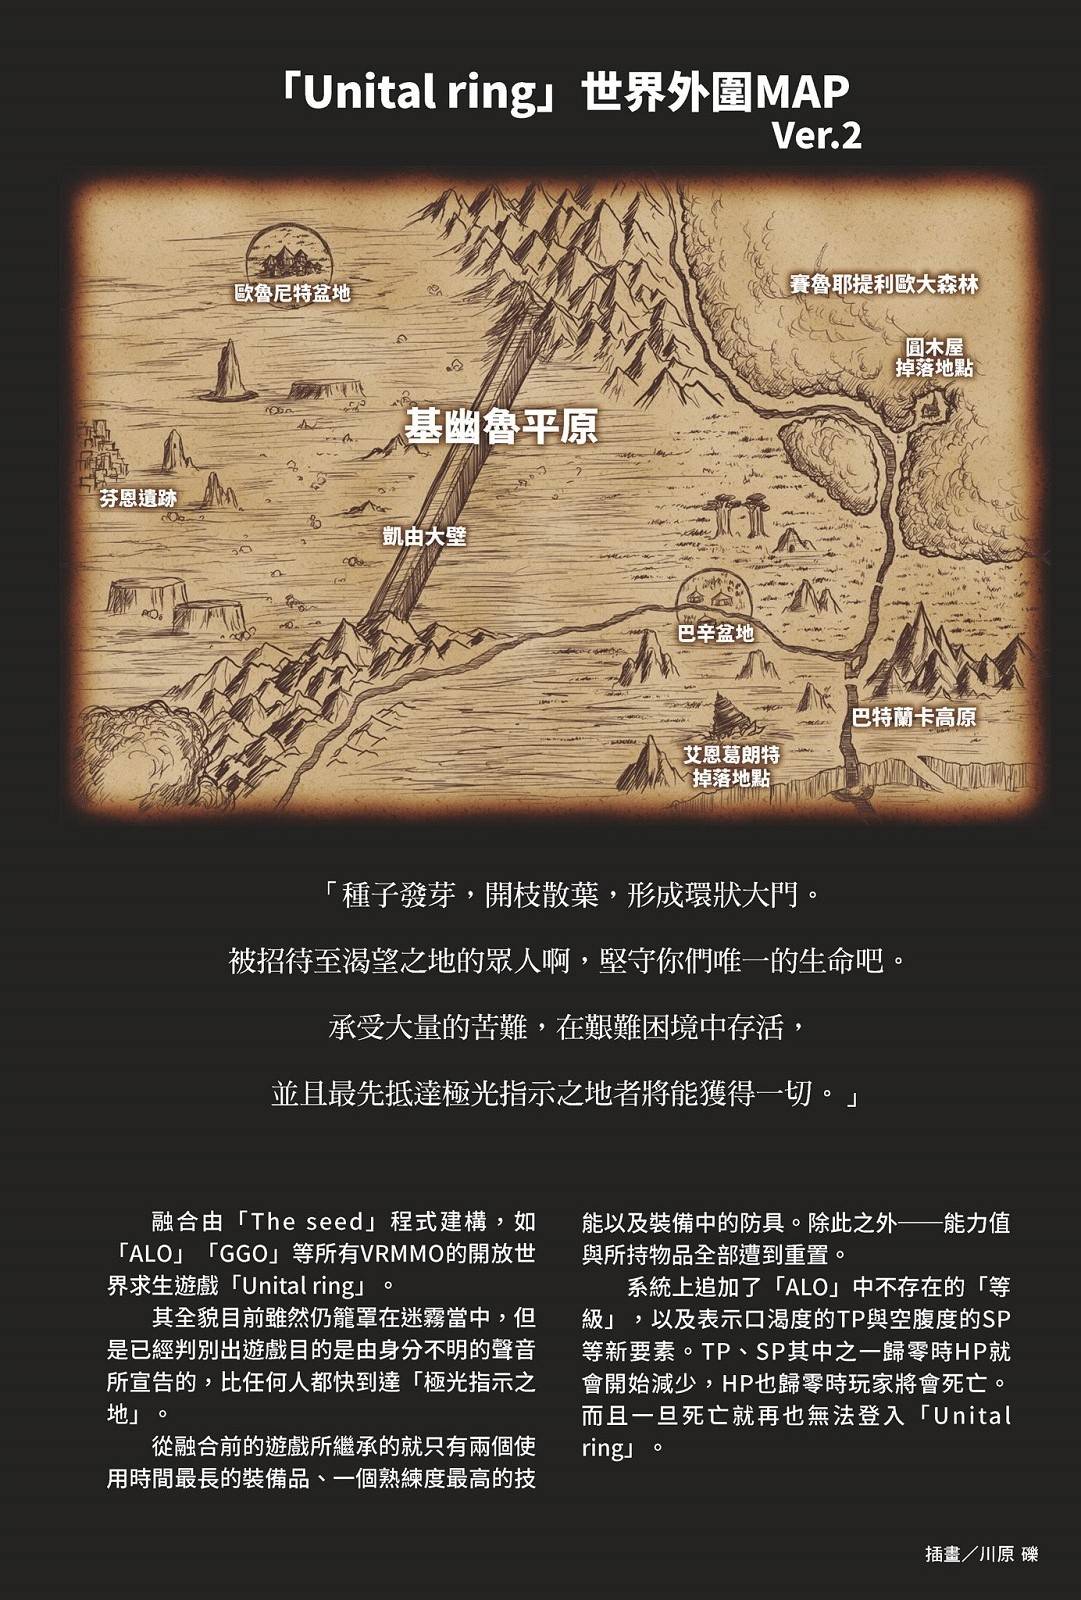 「Unital ring」世界外圍MAP
Ver.2
歐魯尼特盆地
賽魯耶提利歐大森林
圓木屋
掉落地點
基幽魯平原
芬恩遺跡
凱由大壁
巴辛盆地
巴特蘭卡高原
艾恩葛朗特
掉落地點
「種子發芽，開枝散葉，形成環狀大門。
被招待至渴望之地的眾人啊，堅守你們唯一的生命吧。
承受大量的苦難，在艱難困境中存活，
並且最先抵達極光指示之地者將能獲得一切。」
融合由「The seed」程式建構，如
「ALO」「GGO」等所有VRMMO的開放世
界求生遊戲「Unital ring」。
其全貌目前雖然仍籠罩在迷霧當中，但
是已經判別出遊戲目的是由身分不明的聲音
所宣告的，比任何人都快到達「極光指示之
地」。
從融合前的遊戲所繼承的就只有兩個使
用時間最長的裝備品、一個熟練度最高的技
能以及裝備中的防具。除此之外──能力值
與所持物品全部遭到重置。
系統上追加了「ALO」中不存在的「等
級」，以及表示口渴度的TP與空腹度的SP
等新要素。TP、SP其中之一歸零時HP就
會開始減少，HP也歸零時玩家將會死亡。
而且一旦死亡就再也無法登入「Unital
ring」。
插畫／川原 礫